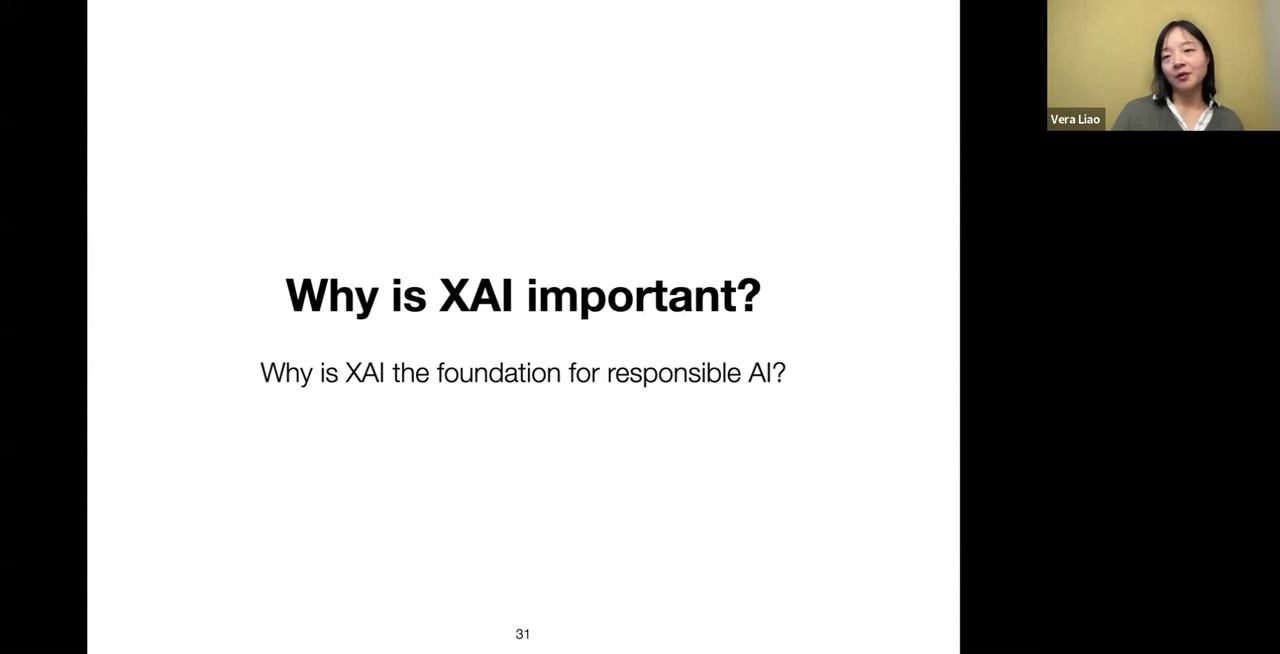 Why is XAI important?
Why is XAI the foundation for responsible AI?
31
Vera Liao